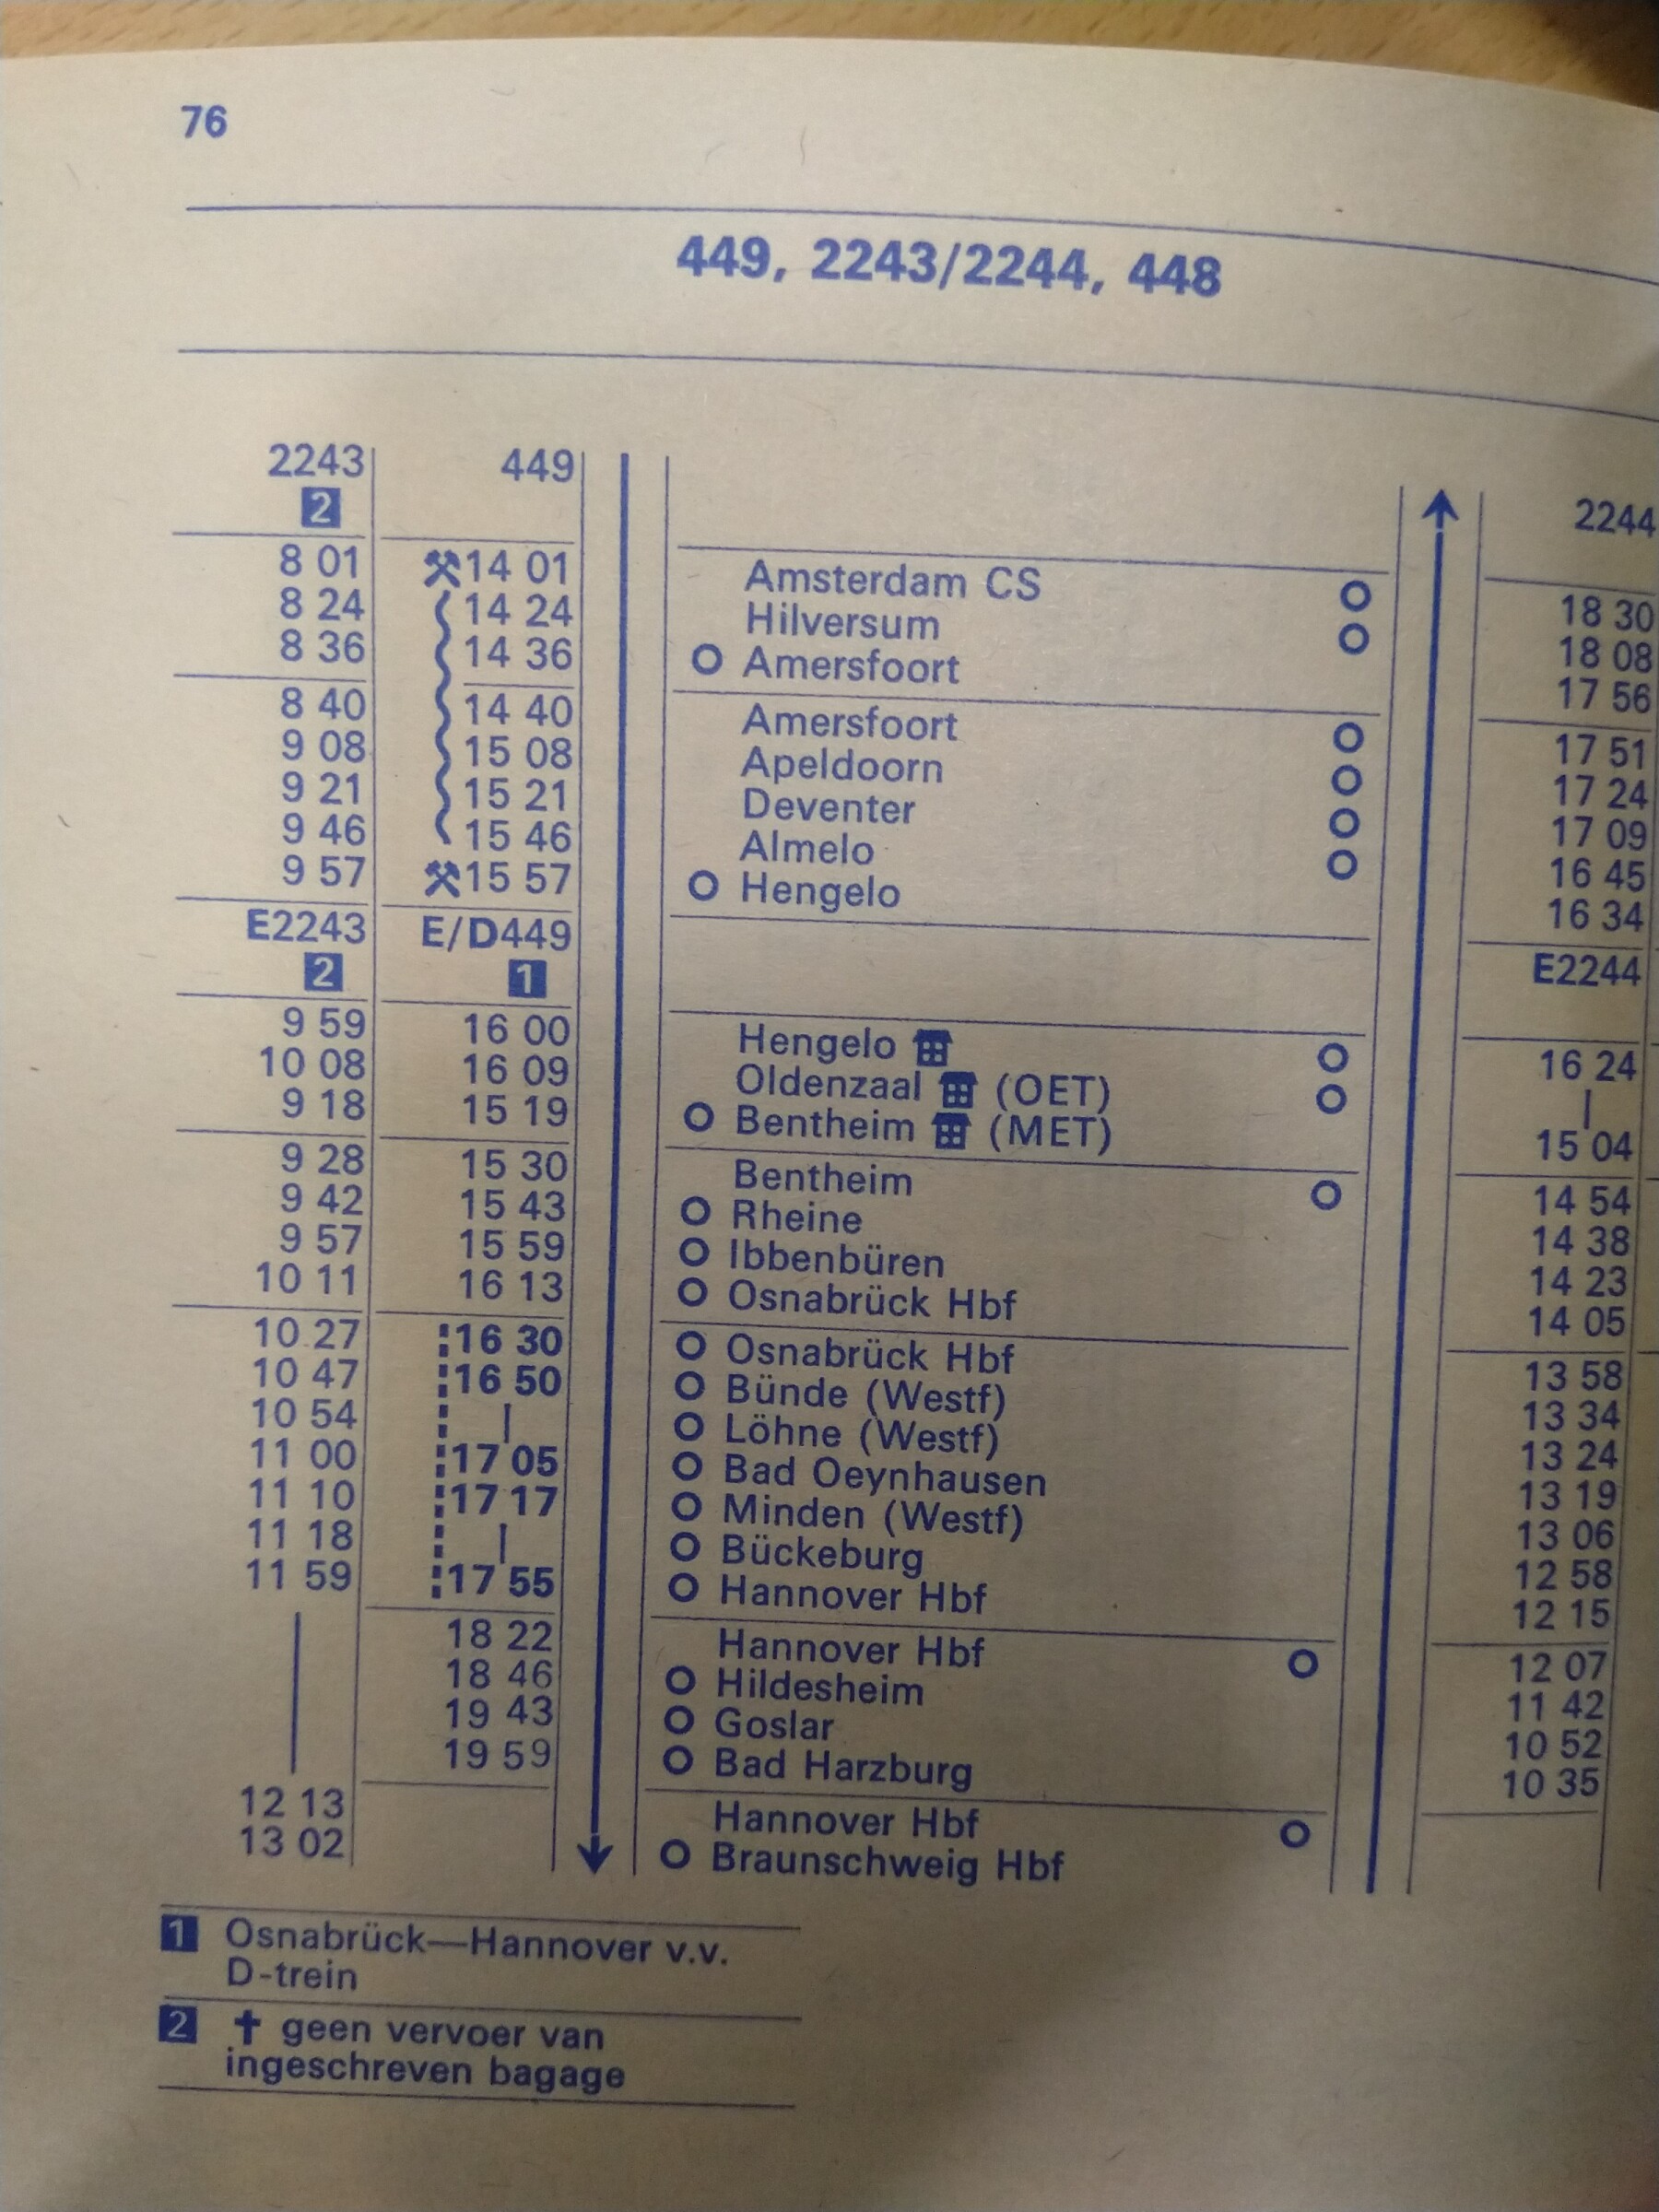 76
449, 2243/2244, 448
2243 449 2244
2
8 01 14 01 Amsterdam CS 18 30
8 24 14 24 Hilversum 18 08
8 36 14 36 Amersfoort 17 56
8 40 14 40 Amersfoort 17 51
9 08 15 08 Apeldoorn 17 24
9 21 15 21 Deventer 17 09
9 46 15 46 Almelo 16 45
9 57 15 57 Hengelo 16 34
E2243 E/D449 E2244
2 1
9 59 16 00 Hengelo 16 24
10 08 16 09 Oldenzaal (OET)
9 18 15 19 Bentheim (MET) 15 04
9 28 15 30 Bentheim 14 54
9 42 15 43 Rheine 14 38
9 57 15 59 Ibbenbüren 14 23
10 11 16 13 Osnabrück Hbf 14 05
10 27 16 30 Osnabrück Hbf 13 58
10 47 16 50 Bünde (Westf) 13 34
10 54 Löhne (Westf) 13 24
11 00 17 05 Bad Oeynhausen 13 19
11 10 17 17 Minden (Westf) 13 06
11 18 Bückeburg 12 58
11 59 17 55 Hannover Hbf 12 15
18 22 Hannover Hbf 12 07
18 46 Hildesheim 11 42
19 43 Goslar 10 52
19 59 Bad Harzburg 10 35
12 13 Hannover Hbf
13 02 Braunschweig Hbf
1 Osnabrück—Hannover v.v.
D-trein
2 † geen vervoer van
ingeschreven bagage